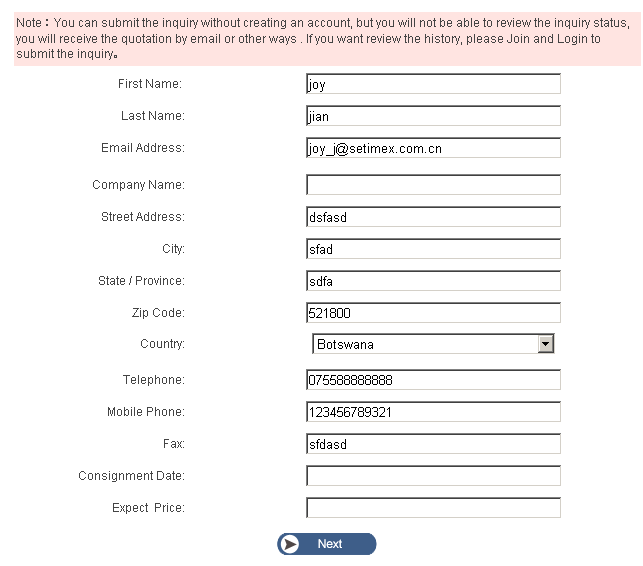 Note：You can submit the inquiry without creating an account, but you will not be able to review the inquiry status,
you will receive the quotation by email or other ways . If you want review the history, please Join and Login to
submit the inquiry。
First Name: joy
Last Name: jian
Email Address: joy_j@setimex.com.cn
Company Name:
Street Address: dsfasd
City: sfad
State / Province: sdfa
Zip Code: 521800
Country: Botswana
Telephone: 075588888888
Mobile Phone: 123456789321
Fax: sfdasd
Consignment Date:
Expect Price:
Next